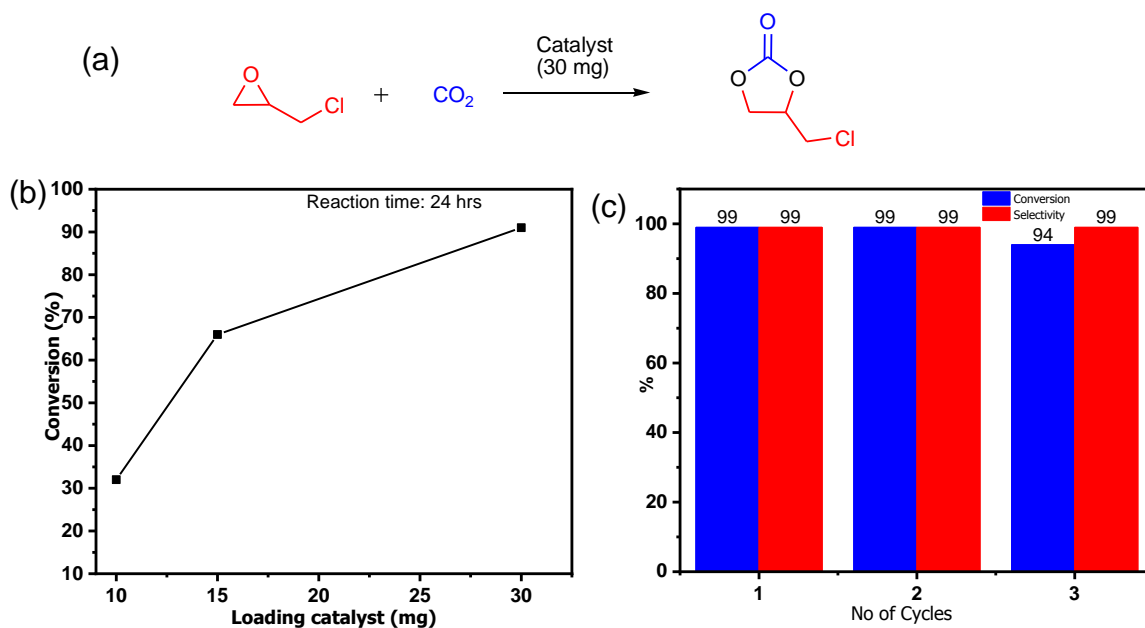 (a)
O
Cl
+
CO2
Catalyst
(30 mg)
O
O
O
Cl
(b)
Reaction time: 24 hrs
100
90
80
70
60
50
40
30
20
10
Conversion (%)
10
15
20
25
30
Loading catalyst (mg)
(c)
Conversion
Selectivity
99
99
99
99
94
99
100
80
60
40
20
0
%
1
2
3
No of Cycles